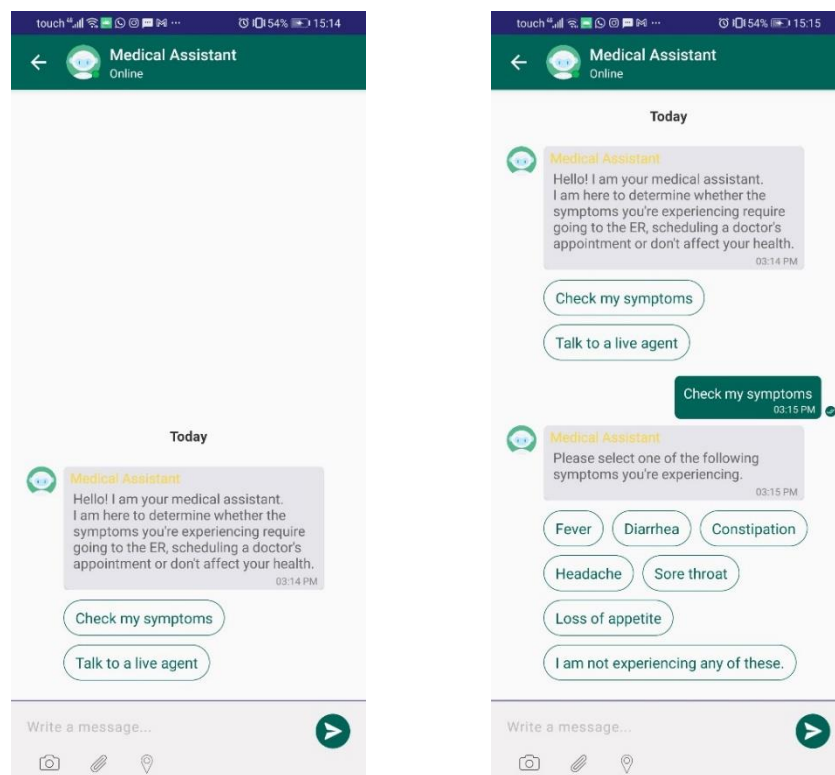 touch 54% 15:14
Medical Assistant
Online
Today
Medical Assistant
Hello! I am your medical assistant.
I am here to determine whether the
symptoms you're experiencing require
going to the ER, scheduling a doctor's
appointment or don't affect your health.
03:14 PM
Check my symptoms
Talk to a live agent
Write a message...
touch 54% 15:15
Medical Assistant
Online
Today
Medical Assistant
Hello! I am your medical assistant.
I am here to determine whether the
symptoms you're experiencing require
going to the ER, scheduling a doctor's
appointment or don't affect your health.
03:14 PM
Check my symptoms
Talk to a live agent
Check my symptoms
03:15 PM
Medical Assistant
Please select one of the following
symptoms you're experiencing.
03:15 PM
Fever Diarrhea Constipation
Headache Sore throat
Loss of appetite
I am not experiencing any of these.
Write a message...